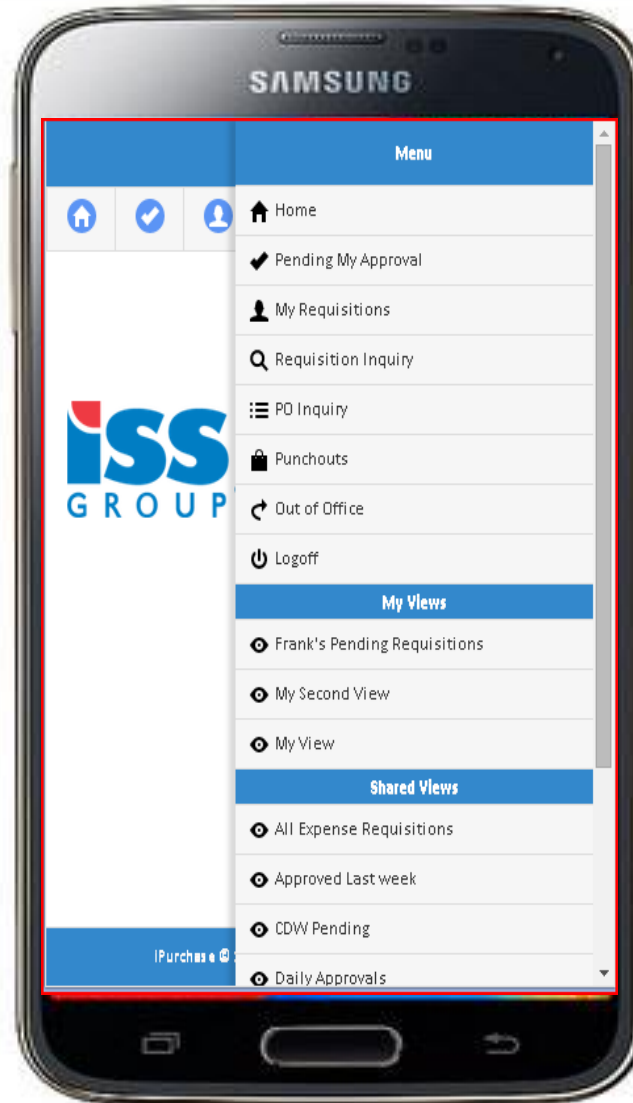 SAMSUNG
Menu
Home
Pending My Approval
My Requisitions
Requisition Inquiry
PO Inquiry
iss
GROUP
Punchouts
Out of Office
Logoff
My Views
Frank's Pending Requisitions
My Second View
My View
Shared Views
All Expense Requisitions
Approved Last week
CDW Pending
iPurchase ©
Daily Approvals